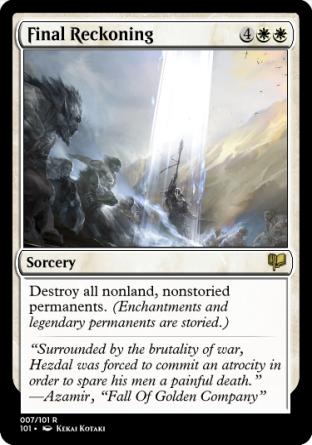 Final Reckoning 4
Sorcery
Destroy all nonland, nonstoried
permanents. (Enchantments and
legendary permanents are storied.)
“Surrounded by the brutality of war,
Hezdal was forced to commit an atrocity in
order to spare his men a painful death.”
—Azamir, “Fall Of Golden Company”
007/101 R
101 • Kekai Kotaki